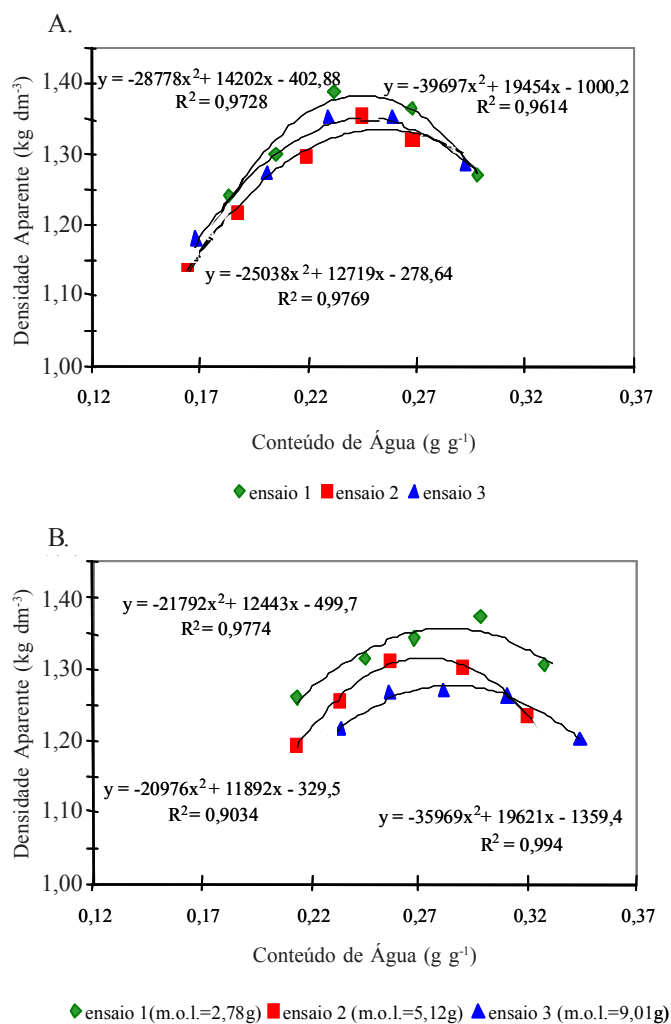 A.
y = -28778x²+ 14202x - 402,88
R² = 0,9728
y = -39697x²+ 19454x - 1000,2
R² = 0,9614
y = -25038x² + 12719x - 278,64
R² = 0,9769
Densidade Aparente (kg dm⁻³)
1,40
1,30
1,20
1,10
1,00
0,12 0,17 0,22 0,27 0,32 0,37
Conteúdo de Água (g g⁻¹)
ensaio 1 ensaio 2 ensaio 3
B.
y = -21792x²+ 12443x - 499,7
R² = 0,9774
y = -20976x²+ 11892x - 329,5
R² = 0,9034
y = -35969x²+ 19621x - 1359,4
R² = 0,994
Densidade Aparente (kg dm⁻³)
1,40
1,30
1,20
1,10
1,00
0,12 0,17 0,22 0,27 0,32 0,37
Conteúdo de Água (g g⁻¹)
ensaio 1(m.o.l.=2,78g) ensaio 2 (m.o.l.=5,12g) ensaio 3 (m.o.l.=9,01g)